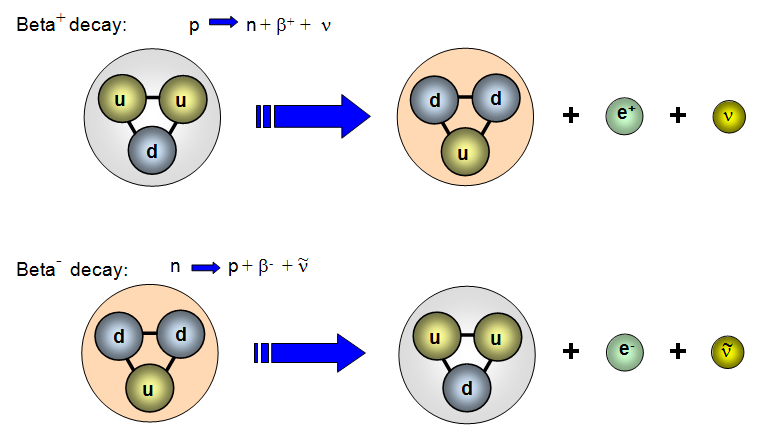 Beta⁺ decay: p → n + β⁺ + ν
u u d + e⁺ + ν
d d u
Beta⁻ decay: n → p + β⁻ + ν̃
d d u + e⁻ + ν̃
u u d